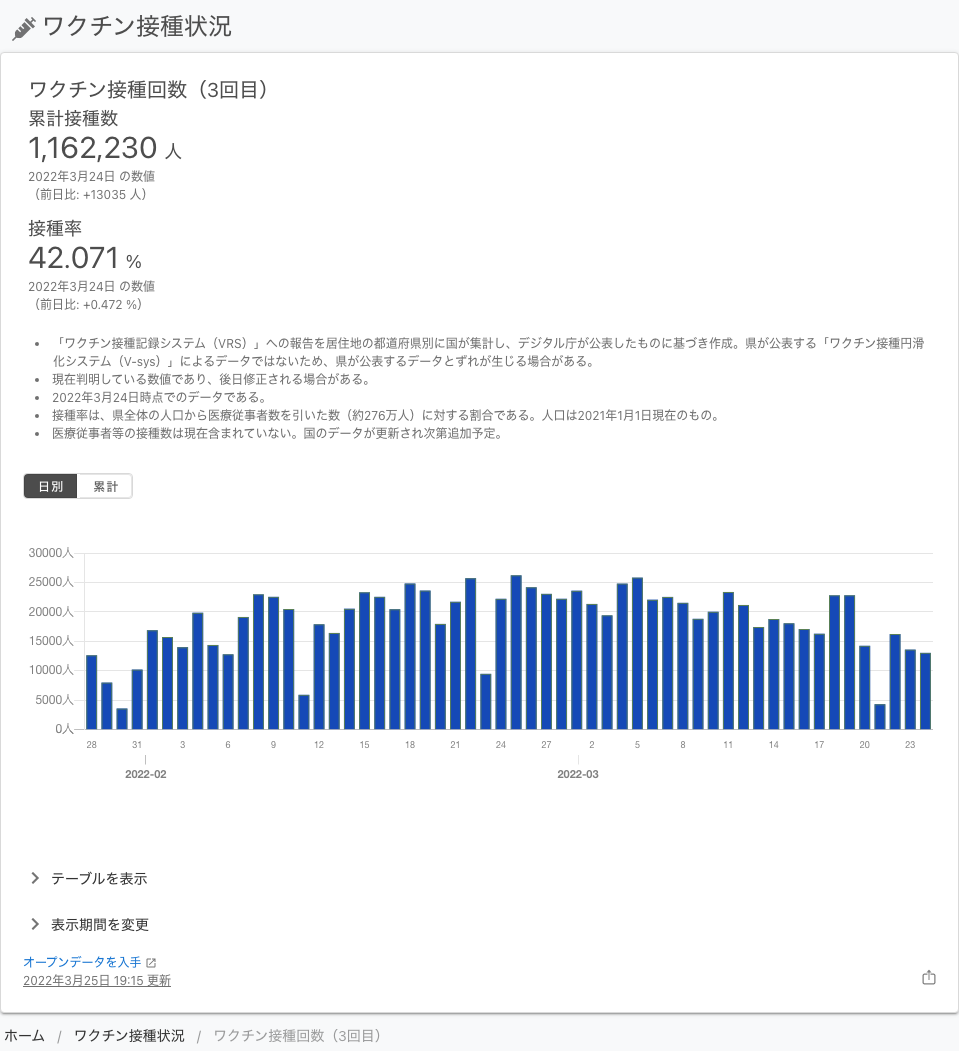 ワクチン接種状況
ワクチン接種回数（3回目）
累計接種数
1,162,230 人
2022年3月24日 の数値
（前日比: +13035 人）
接種率
42.071 %
2022年3月24日 の数値
（前日比: +0.472 %）
• 「ワクチン接種記録システム（VRS）」への報告を居住地の都道府県別に国が集計し、デジタル庁が公表したものに基づき作成。県が公表する「ワクチン接種円滑
化システム（V-sys）」によるデータではないため、県が公表するデータとずれが生じる場合がある。
• 現在判明している数値であり、後日修正される場合がある。
• 2022年3月24日時点でのデータである。
• 接種率は、県全体の人口から医療従事者数を引いた数（約276万人）に対する割合である。人口は2021年1月1日現在のもの。
• 医療従事者等の接種数は現在含まれていない。国のデータが更新され次第追加予定。
日別 累計
30000人
25000人
20000人
15000人
10000人
5000人
0人
28 31 3 6 9 12 15 18 21 24 27 2 5 8 11 14 17 20 23
2022-02 2022-03
テーブルを表示
表示期間を変更
オープンデータを入手
2022年3月25日 19:15 更新
ホーム / ワクチン接種状況 / ワクチン接種回数（3回目）